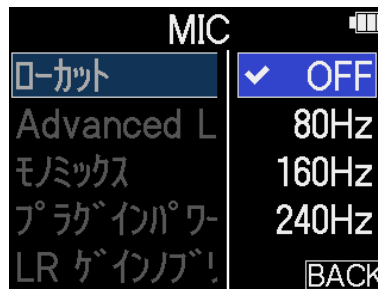 MIC
ローカット
✔ OFF
Advanced L
80Hz
モノミックス
160Hz
プラグインパワー
240Hz
LR ゲインノブリ
BACK